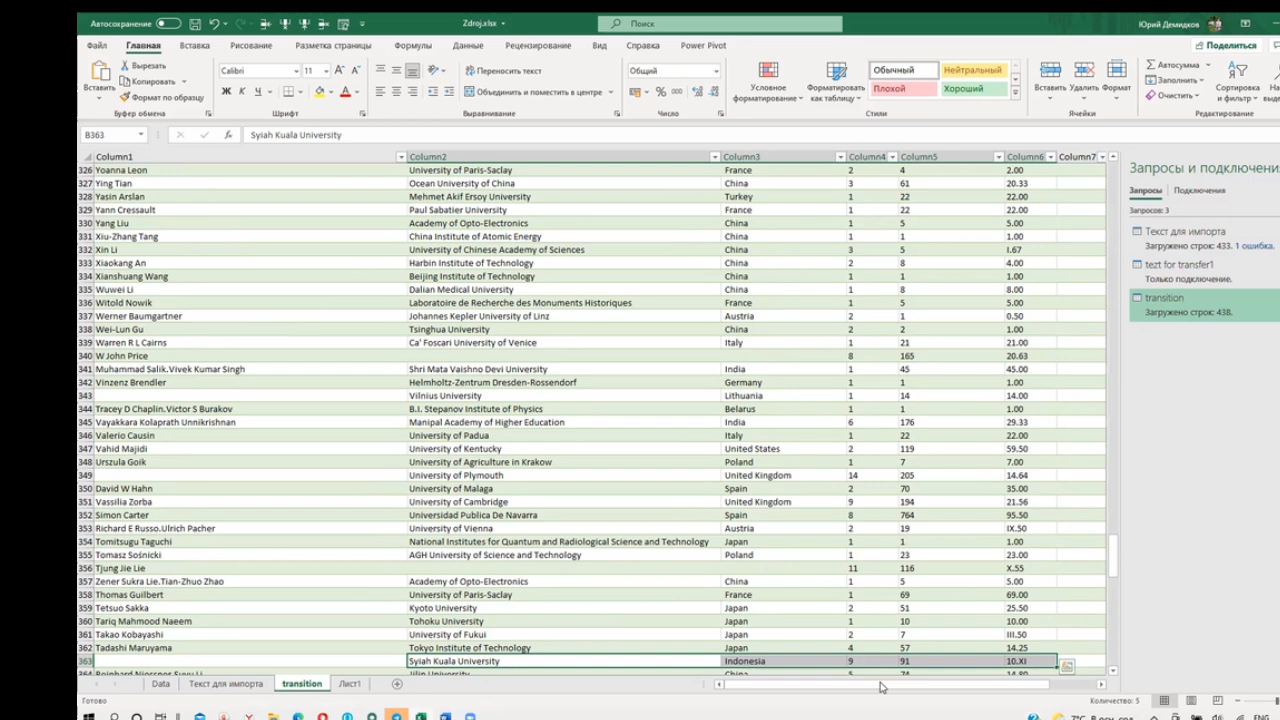 Автосохранение Zdroj.xlsx Поиск Юрий Демидков
Файл Главная Вставка Рисование Разметка страницы Формулы Данные Рецензирование Вид Справка Power Pivot Поделиться
Вставить Вырезать Копировать Формат по образцу Calibri 11 Переносить текст Объединить и поместить в центре Общий Условное форматирование Форматировать как таблицу Обычный Нейтральный Плохой Хороший Вставить Удалить Формат Автосумма Заполнить Очистить Сортировка и фильтр
Буфер обмена Шрифт Выравнивание Число Стили Ячейки Редактирование
B363 Syiah Kuala University
Column1 Column2 Column3 Column4 Column5 Column6 Column7
326 Yoanna Leon University of Paris-Saclay France 2 4 2.00
327 Ying Tian Ocean University of China China 3 61 20.33
328 Yasin Arslan Mehmet Akif Ersoy University Turkey 1 22 22.00
329 Yann Cressault Paul Sabatier University France 1 22 22.00
330 Yang Liu Academy of Opto-Electronics China 1 5 5.00
331 Xiu-Zhang Tang China Institute of Atomic Energy China 1 1 1.00
332 Xin Li University of Chinese Academy of Sciences China 3 5 I.67
333 Xiaokang An Harbin Institute of Technology China 2 8 4.00
334 Xianshuang Wang Beijing Institute of Technology China 1 1 1.00
335 Wuwei Li Dalian Medical University China 1 8 8.00
336 Witold Nowik Laboratoire de Recherche des Monuments Historiques France 1 5 5.00
337 Werner Baumgartner Johannes Kepler University of Linz Austria 2 1 0.50
338 Wei-Lun Gu Tsinghua University China 2 2 1.00
339 Warren R L Cairns Ca' Foscari University of Venice Italy 1 21 21.00
340 W John Price 8 165 20.63
341 Muhammad Salik.Vivek Kumar Singh Shri Mata Vaishno Devi University India 1 45 45.00
342 Vinzenz Brendler Helmholtz-Zentrum Dresden-Rossendorf Germany 1 1 1.00
343 Vilnius University Lithuania 1 14 14.00
344 Tracey D Chaplin.Victor S Burakov B.I. Stepanov Institute of Physics Belarus 1 1 1.00
345 Vayakkara Kolaprath Unnikrishnan Manipal Academy of Higher Education India 6 176 29.33
346 Valerio Causin University of Padua Italy 1 22 22.00
347 Vahid Majidi University of Kentucky United States 2 119 59.50
348 Urszula Goik University of Agriculture in Krakow Poland 1 7 7.00
349 University of Plymouth United Kingdom 14 205 14.64
350 David W Hahn University of Malaga Spain 2 70 35.00
351 Vassilia Zorba University of Cambridge United Kingdom 9 194 21.56
352 Simon Carter Universidad Publica De Navarra Spain 8 764 95.50
353 Richard E Russo.Ulrich Pacher University of Vienna Austria 2 19 IX.50
354 Tomitsugu Taguchi National Institutes for Quantum and Radiological Science and Technology Japan 1 1 1.00
355 Tomasz Sośnicki AGH University of Science and Technology Poland 1 23 23.00
356 Tjung Jie Lie 11 116 X.55
357 Zener Sukra Lie.Tian-Zhuo Zhao Academy of Opto-Electronics China 1 5 5.00
358 Thomas Guilbert University of Paris-Saclay France 1 69 69.00
359 Tetsuo Sakka Kyoto University Japan 2 51 25.50
360 Tariq Mahmood Naeem Tohoku University Japan 1 10 10.00
361 Takao Kobayashi University of Fukui Japan 2 7 III.50
362 Tadashi Maruyama Tokyo Institute of Technology Japan 4 57 14.25
363 Syiah Kuala University Indonesia 9 91 10.XI
Запросы и подключения
Запросы Подключения
Запросов: 3
Текст для импорта
Загружено строк: 433. 1 ошибка.
tezt for transfer1
Только подключение.
transition
Загружено строк: 438.
Data Текст для импорта transition Лист1
Готово Количество: 5